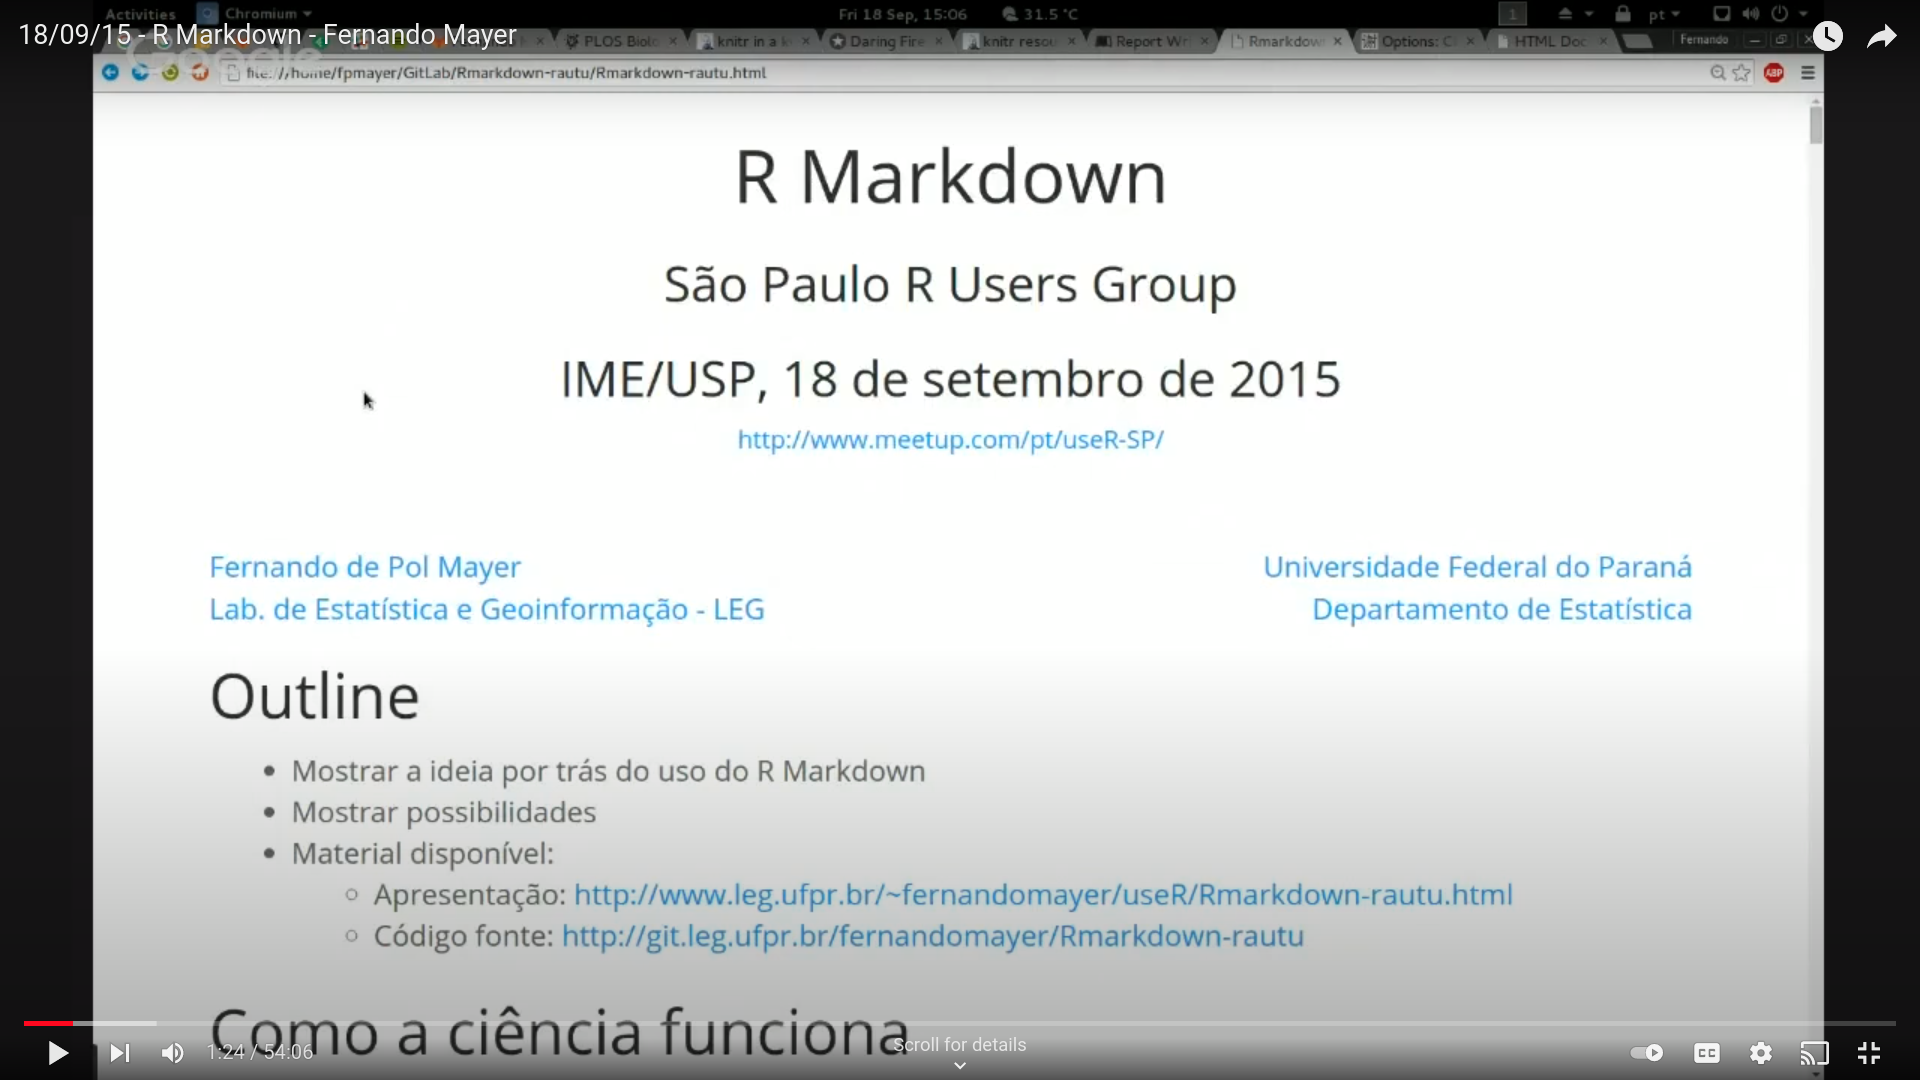 Activities
Chromium
Fri 18 Sep, 15:06
31.5 °C
1
pt
18/09/15 - R Markdown - Fernando Mayer
PLOS Biolo
knitr in a k
Daring Fire
knitr resou
Report Wr
Rmarkdown
Options: C
HTML Doc
Fernando
Google
file:///home/fpmayer/GitLab/Rmarkdown-rautu/Rmarkdown-rautu.html
ABP
R Markdown
São Paulo R Users Group
IME/USP, 18 de setembro de 2015
http://www.meetup.com/pt/useR-SP/
Fernando de Pol Mayer
Universidade Federal do Paraná
Lab. de Estatística e Geoinformação - LEG
Departamento de Estatística
Outline
Mostrar a ideia por trás do uso do R Markdown
Mostrar possibilidades
Material disponível:
Apresentação: http://www.leg.ufpr.br/~fernandomayer/useR/Rmarkdown-rautu.html
Código fonte: http://git.leg.ufpr.br/fernandomayer/Rmarkdown-rautu
Como a ciência funciona
1:24 / 54:06
Scroll for details
CC